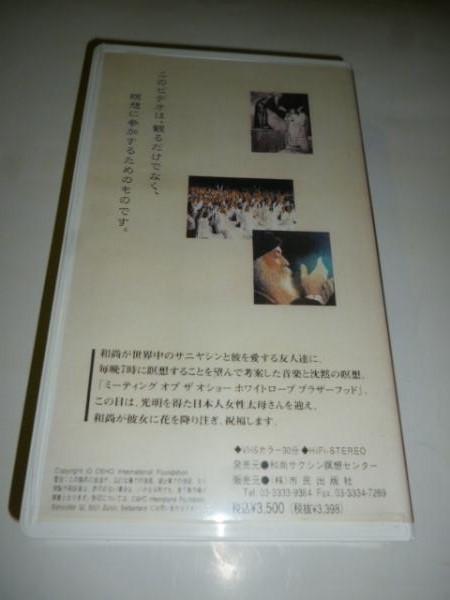 このビデオは、観るだけでなく、
瞑想に参加するためのものです。
和尚が世界中のサニヤシンと彼を愛する友人達に、
毎晩7時に瞑想することを望んで考案した音楽と沈黙の瞑想、
「ミーティング オブ ザ オショー ホワイトローブ ブラザーフッド」。
この日は、光明を得た日本人女性太母さんを迎え、
和尚が彼女に花を降り注ぎ、祝福します。
◆VHSカラー30分 ◆HiFi-STEREO
発売元●和尚サクシン瞑想センター
販売元●(株)市民出版社
Tel. 03-3333-9364 Fax. 03-3334-7289
税込¥3,500 (税抜¥3,398)
Copyright © OSHO International Foundation